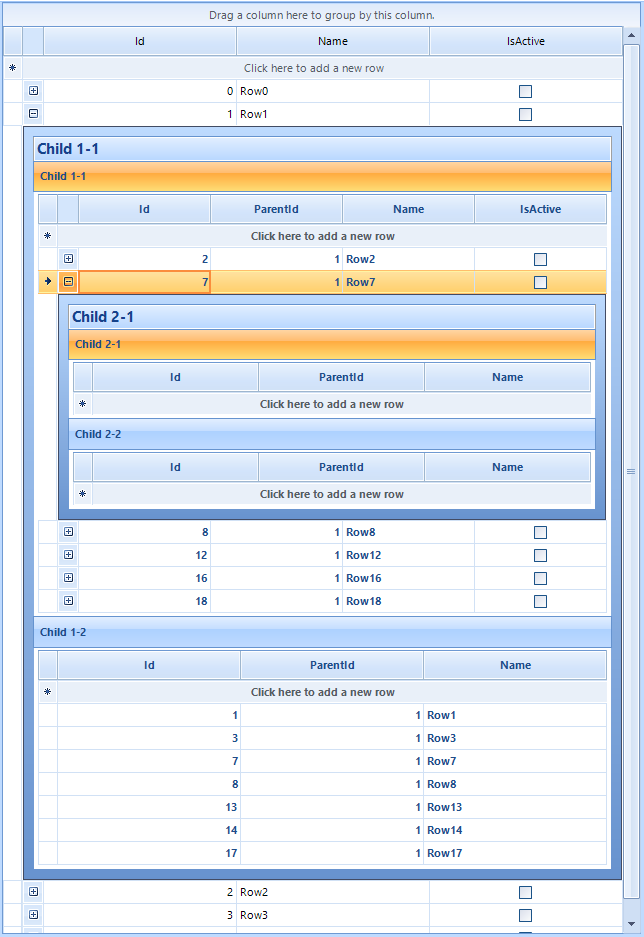 Drag a column here to group by this column.
Id Name IsActive
Click here to add a new row
0 Row0
1 Row1
Child 1-1
Child 1-1
Id ParentId Name IsActive
Click here to add a new row
2 1 Row2
7 1 Row7
Child 2-1
Child 2-1
Id ParentId Name
Click here to add a new row
Child 2-2
Id ParentId Name
Click here to add a new row
8 1 Row8
12 1 Row12
16 1 Row16
18 1 Row18
Child 1-2
Id ParentId Name
Click here to add a new row
1 1 Row1
3 1 Row3
7 1 Row7
8 1 Row8
13 1 Row13
14 1 Row14
17 1 Row17
2 Row2
3 Row3